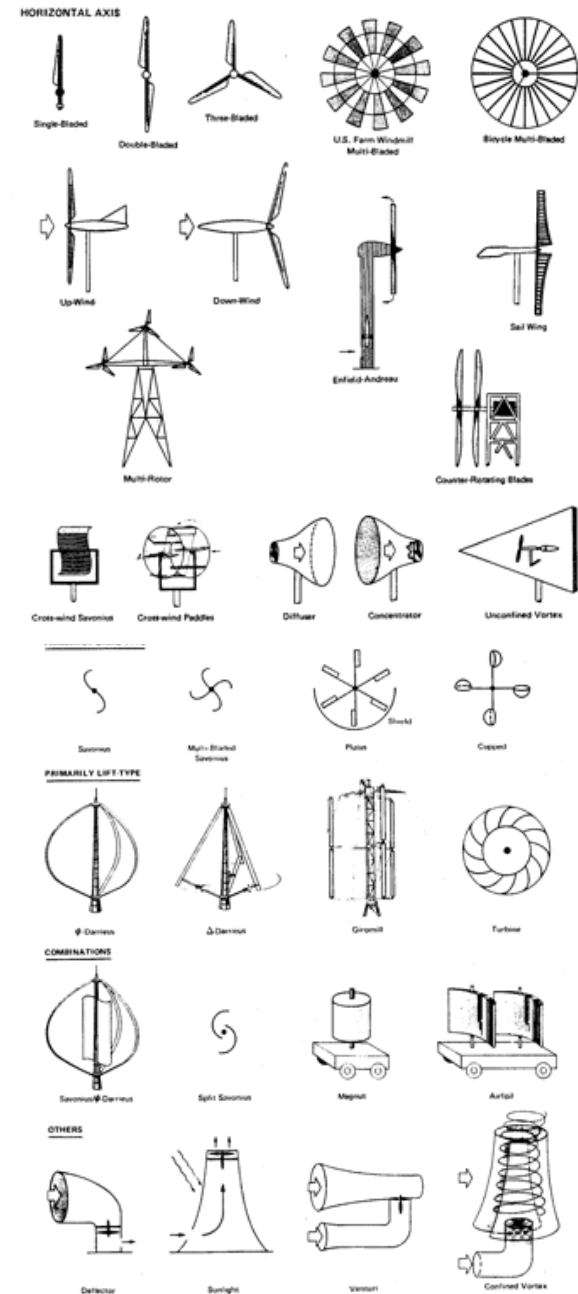 HORIZONTAL AXIS
Single-Bladed
Double-Bladed
Three-Bladed
U.S. Farm Windmill
Multi-Bladed
Bicycle Multi-Bladed
Up-Wind
Down-Wind
Enfield-Andreau
Sail Wing
Multi-Rotor
Counter-Rotating Blades
Cross-wind Savonius
Cross-wind Paddles
Diffuser
Concentrator
Unconfined Vortex
Savonius
Multi-Bladed
Savonius
Plates
Shield
Cupped
PRIMARILY LIFT-TYPE
φ-Darrieus
Δ-Darrieus
Giromill
Turbine
COMBINATIONS
Savonius/φ-Darrieus
Split Savonius
Magnus
Airfoil
OTHERS
Deflector
Sunlight
Venturi
Confined Vortex